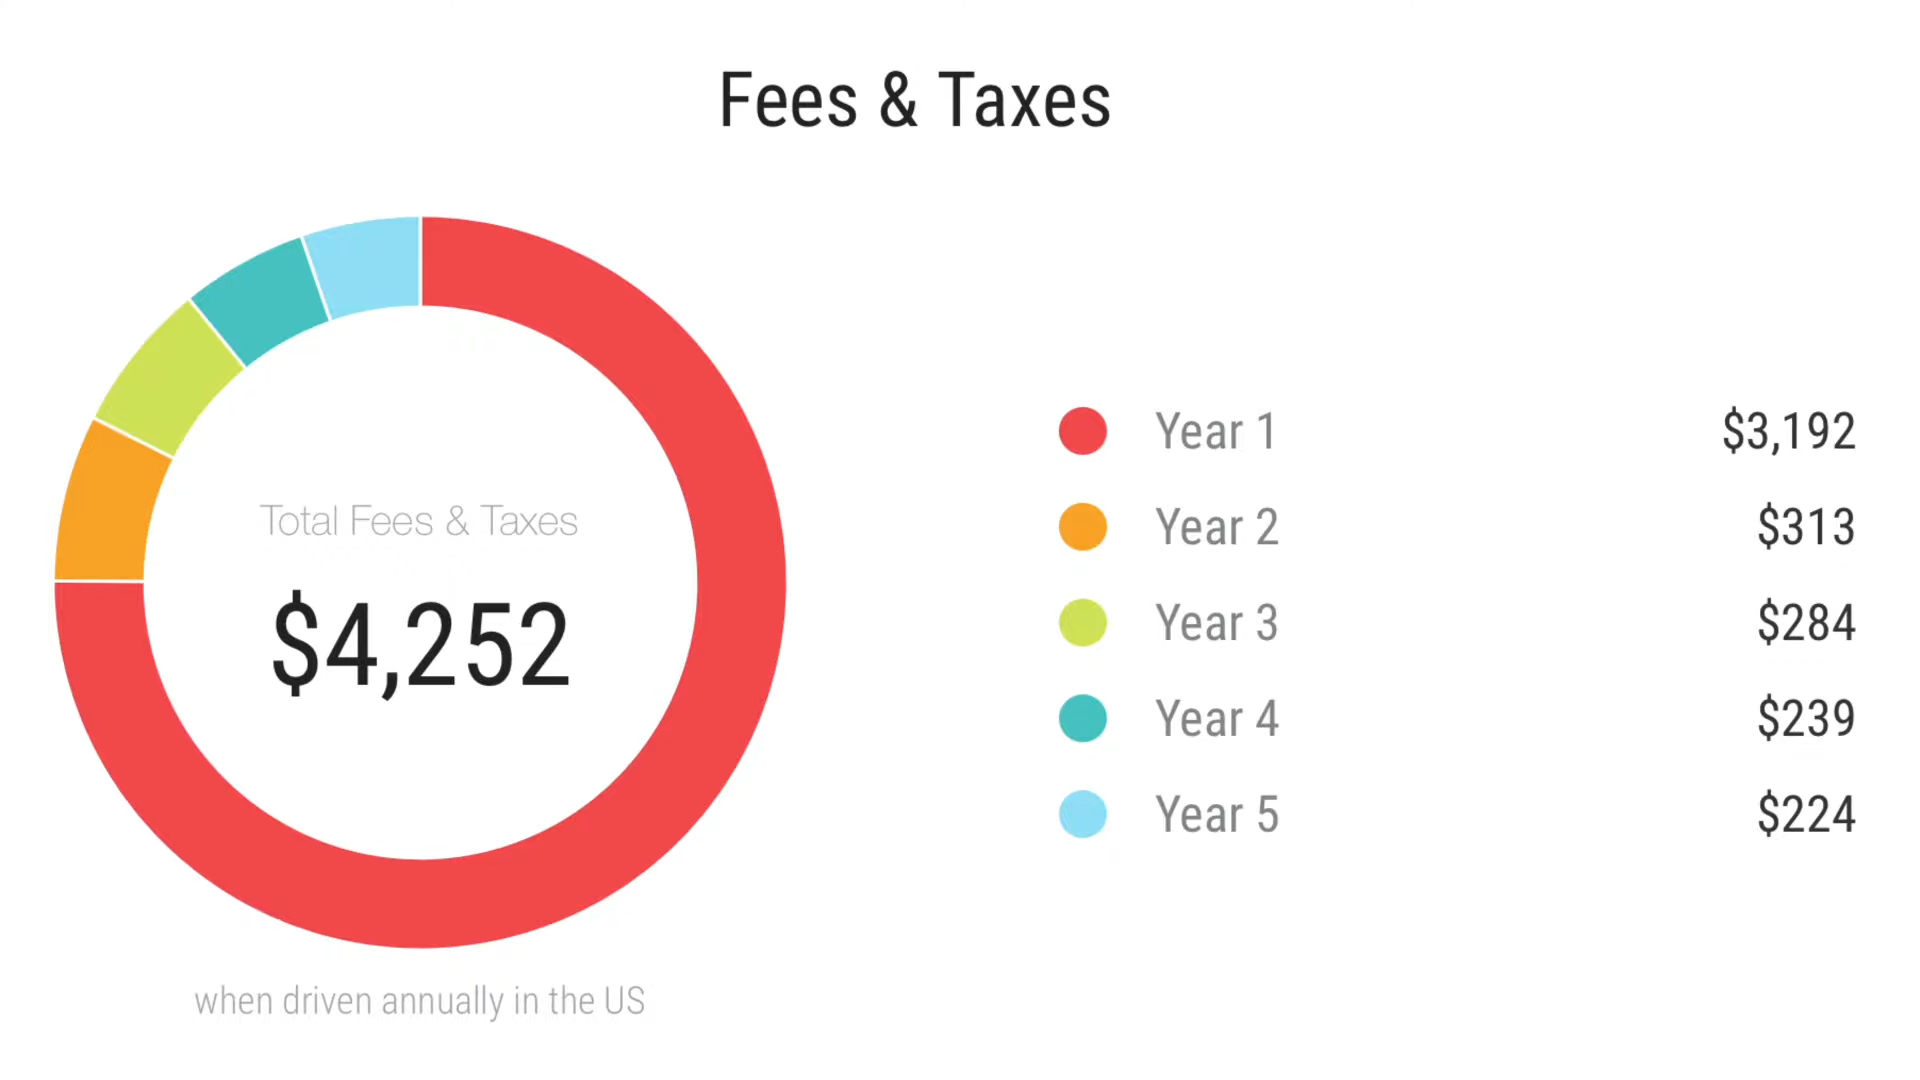 Fees & Taxes
Total Fees & Taxes
$4,252
when driven annually in the US
Year 1 $3,192
Year 2 $313
Year 3 $284
Year 4 $239
Year 5 $224